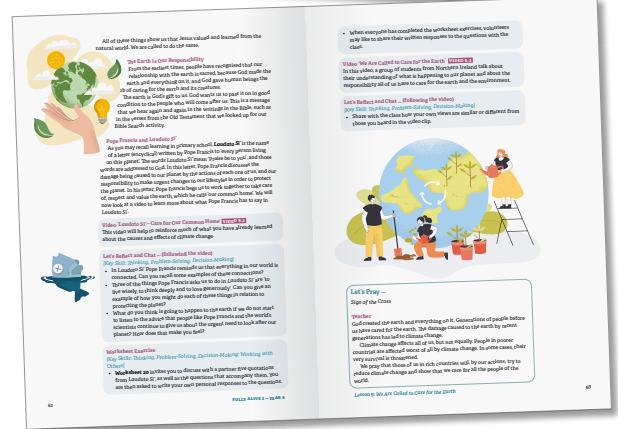 All of these things show us that Jesus valued and learned from the
natural world. We are called to do the same.
The Earth Is Our Responsibility
From the earliest times, people have recognised that our
relationship with the earth is sacred, because God made the
earth and everything on it, and God gave human beings the
job of caring for the earth and its creatures.
The earth is God's gift to us. God wants us to pass it on in good
condition to the people who will come after us. This is a message
that we hear again and again in the writings in the Bible, such as
in the verses from the Old Testament that we looked up for our
Bible Search activity.
Pope Francis and Laudato Si'
As you may recall learning in primary school, Laudato Si' is the name
of a letter (encyclical) written by Pope Francis to every person living
on this planet. The words Laudato Si' mean 'Praise be to you', and those
words are addressed to God. In this letter, Pope Francis discusses the
damage being caused to our planet by the actions of each one of us, and our
responsibility to make urgent changes to our lifestyles in order to protect
the planet. In his letter, Pope Francis begs us to work together to take care
of, respect and value the earth, which he calls 'our common home'. We will
now look at a video to learn more about what Pope Francis has to say in
Laudato Si'.
Video 'Laudato Si' – Care for Our Common Home' VIDEO 9.2
This video will help to reinforce much of what you have already learned
about the causes and effects of climate change.
Let's Reflect and Chat ... (following the video)
(Key Skill: Thinking, Problem-Solving, Decision-Making)
• In Laudato Si' Pope Francis reminds us that everything in our world is
connected. Can you recall some examples of these connections?
• Three of the things Pope Francis asks us to do in Laudato Si' are 'to
live wisely, to think deeply and to love generously'. Can you give an
example of how you might do each of these things in relation to
protecting the planet?
• What do you think is going to happen to the earth if we do not start
to listen to the advice that people like Pope Francis and the world's
scientists continue to give us about the urgent need to look after our
planet? How does that make you feel?
Worksheet Exercise
(Key Skills: Thinking, Problem-Solving, Decision-Making; Working with
Others)
• Worksheet 20 invites you to discuss with a partner five quotations
from Laudato Si', as well as the questions that accompany them. You
are then asked to write your own personal responses to the questions.
62
FULLY ALIVE 2 – YEAR 9
• When everyone has completed the worksheet exercises, volunteers
may like to share their written responses to the questions with the
class.
Video 'We Are Called to Care for the Earth' VIDEO 9.3
In this video, a group of students from Northern Ireland talk about
their understanding of what is happening to our planet and about the
responsibility all of us have to care for the earth and the environment.
Let's Reflect and Chat ... (following the video)
(Key Skill: Thinking, Problem-Solving, Decision-Making)
• Share with the class how your own views are similar or different from
those you heard in the video clip.
Let's Pray –
Sign of the Cross
Teacher
God created the earth and everything on it. Generations of people before
us have cared for the earth. The damage caused to the earth by recent
generations has led to climate change.
Climate change affects all of us, but not equally. People in poorer
countries are affected worst of all by climate change. In some cases, their
very survival is threatened.
We pray that those of us in rich countries will, by our actions, try to
reduce climate change and show that we care for all the people of the
world.
Lesson 9: We Are Called to Care for the Earth
63